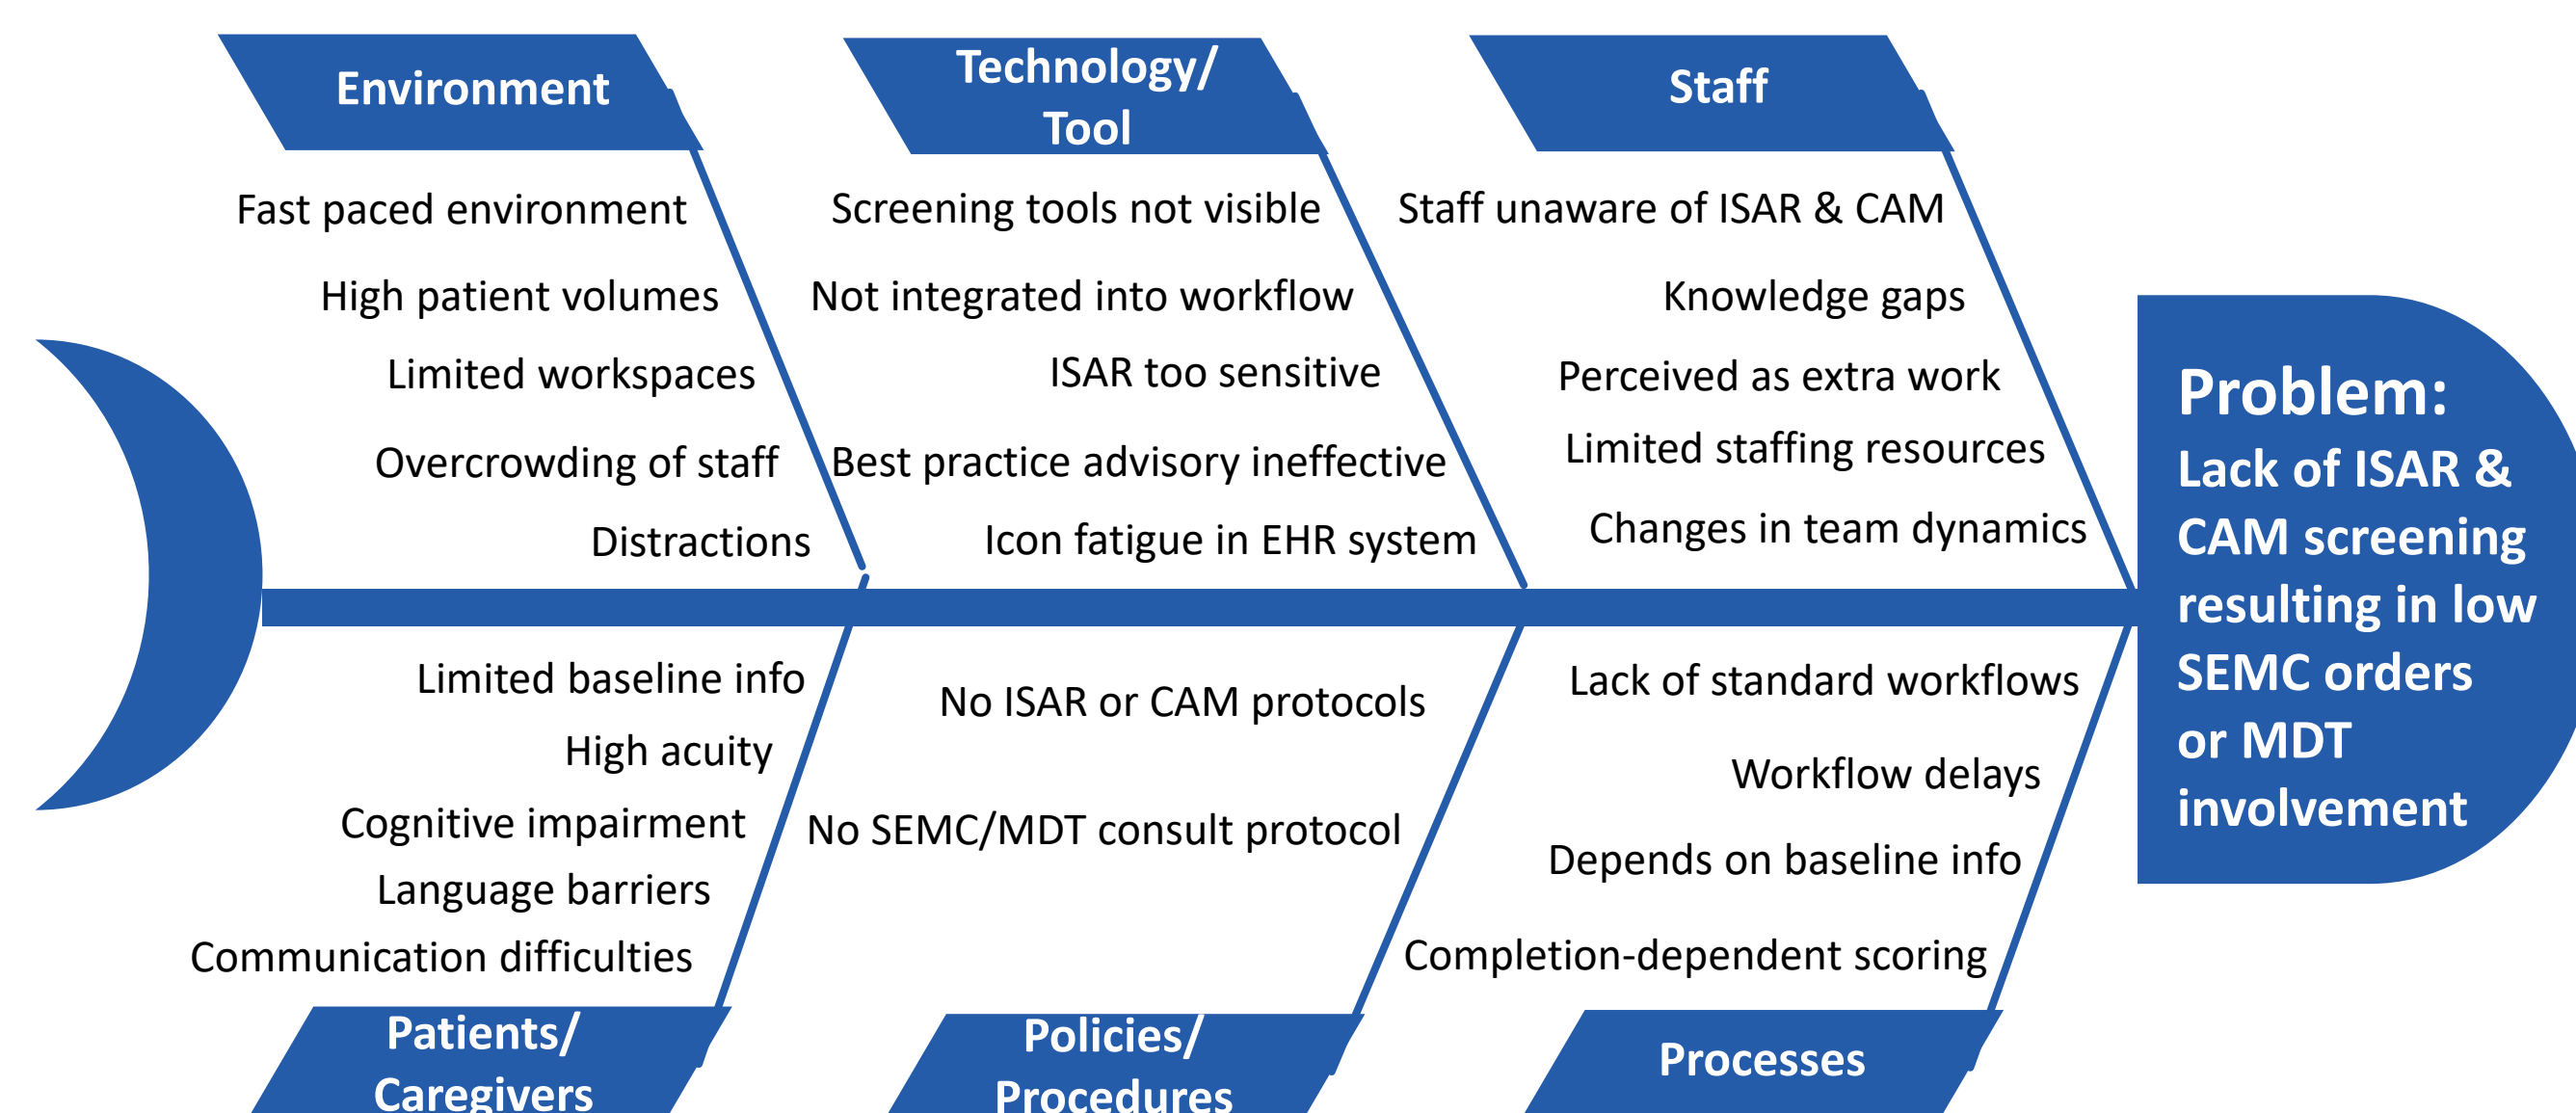 Environment
Technology/
Tool
Staff
Fast paced environment
High patient volumes
Limited workspaces
Overcrowding of staff
Distractions
Screening tools not visible
Not integrated into workflow
ISAR too sensitive
Best practice advisory ineffective
Icon fatigue in EHR system
Staff unaware of ISAR & CAM
Knowledge gaps
Perceived as extra work
Limited staffing resources
Changes in team dynamics
Problem:
Lack of ISAR &
CAM screening
resulting in low
SEMC orders
or MDT
involvement
Limited baseline info
High acuity
Cognitive impairment
Language barriers
Communication difficulties
No ISAR or CAM protocols
No SEMC/MDT consult protocol
Lack of standard workflows
Workflow delays
Depends on baseline info
Completion-dependent scoring
Patients/
Caregivers
Policies/
Procedures
Processes